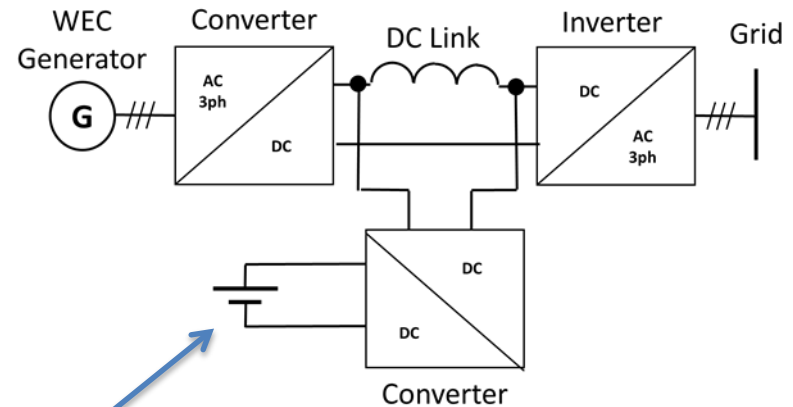 WEC
Generator
Converter
DC Link
Inverter
Grid
G
AC
3ph
DC
DC
AC
3ph
DC
DC
Converter